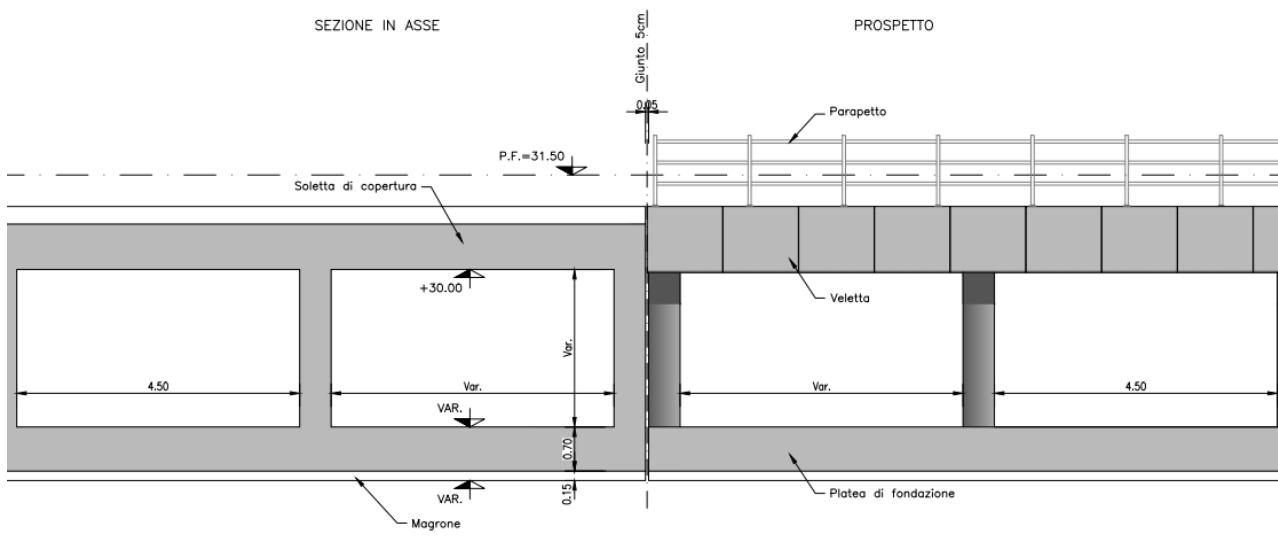 SEZIONE IN ASSE
Giunto 5cm
PROSPETTO
0.05
Parapetto
P.F.=31.50
Soletta di copertura
+30.00
Veletta
Var.
4.50
Var.
Var.
4.50
VAR.
0.70
0.15
VAR.
Platea di fondazione
Magrone